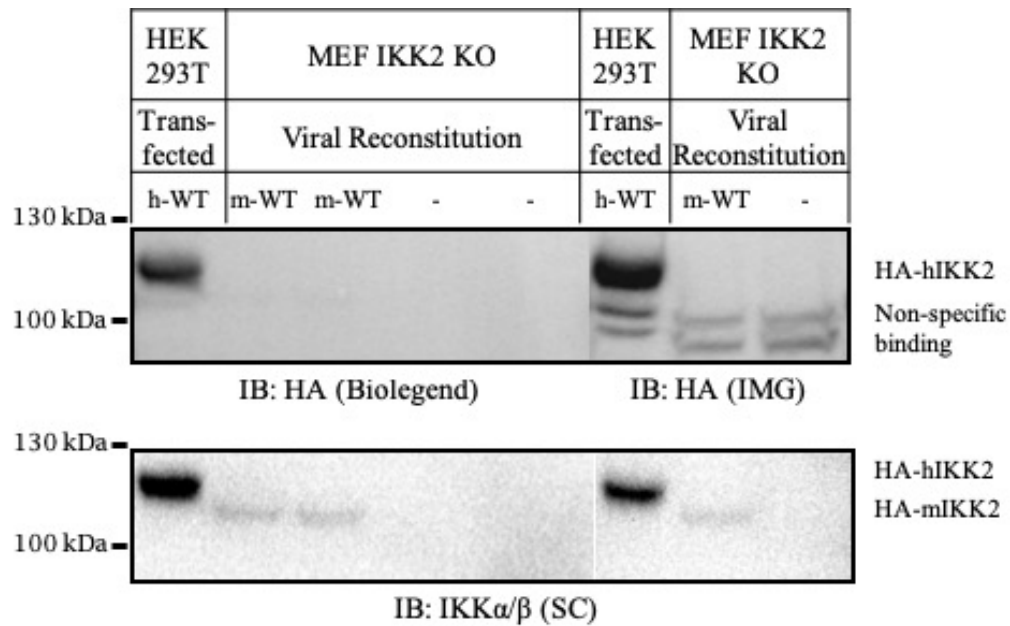 HEK 293T
MEF IKK2 KO
HEK 293T
MEF IKK2 KO
Trans-fected
Viral Reconstitution
Trans-fected
Viral Reconstitution
h-WT m-WT m-WT - - h-WT m-WT -
130 kDa
HA-hIKK2
100 kDa
Non-specific
binding
IB: HA (Biolegend) IB: HA (IMG)
130 kDa
HA-hIKK2
HA-mIKK2
100 kDa
IB: IKKα/β (SC)